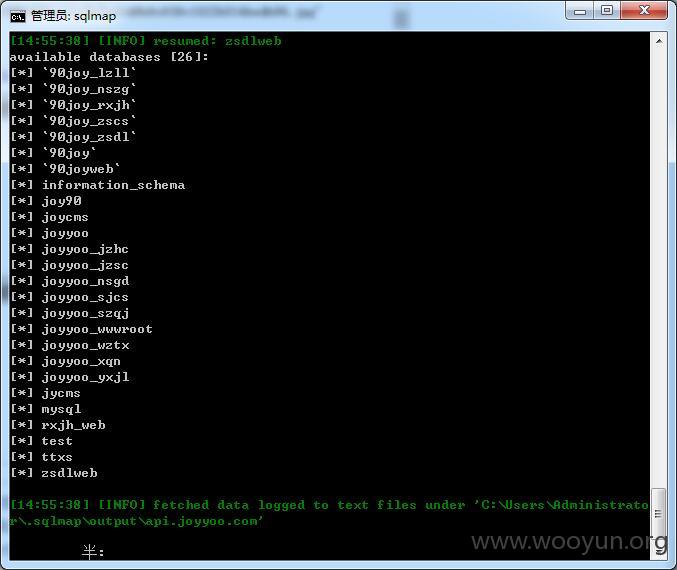 管理员: sqlmap
[14:55:38] [INFO] resumed: zsdlweb
available databases [26]:
[*] `90joy_lzll`
[*] `90joy_nszg`
[*] `90joy_rxjh`
[*] `90joy_zscs`
[*] `90joy_zsdl`
[*] `90joy`
[*] `90joyweb`
[*] information_schema
[*] joy90
[*] joycms
[*] joyyoo
[*] joyyoo_jzhc
[*] joyyoo_jzsc
[*] joyyoo_nsgd
[*] joyyoo_sjcs
[*] joyyoo_szqj
[*] joyyoo_wwwroot
[*] joyyoo_wztx
[*] joyyoo_xqn
[*] joyyoo_yxjl
[*] jycms
[*] mysql
[*] rxjh_web
[*] test
[*] ttxs
[*] zsdlweb
[14:55:38] [INFO] fetched data logged to text files under 'C:\Users\Administrato
r\.sqlmap\output\api.joyyoo.com'
半:
www.wooyun.org